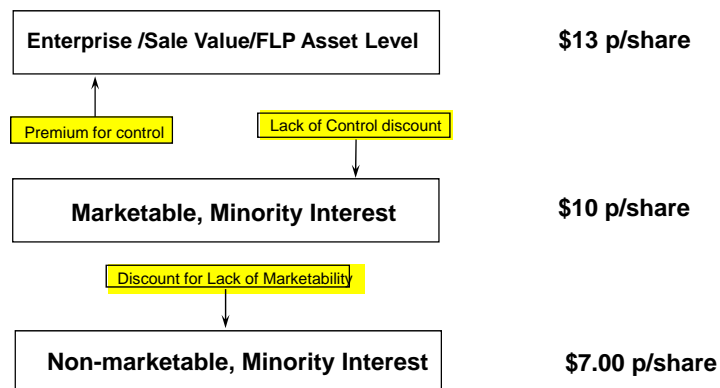 Enterprise /Sale Value/FLP Asset Level $13 p/share
Premium for control
Lack of Control discount
Marketable, Minority Interest $10 p/share
Discount for Lack of Marketability
Non-marketable, Minority Interest $7.00 p/share